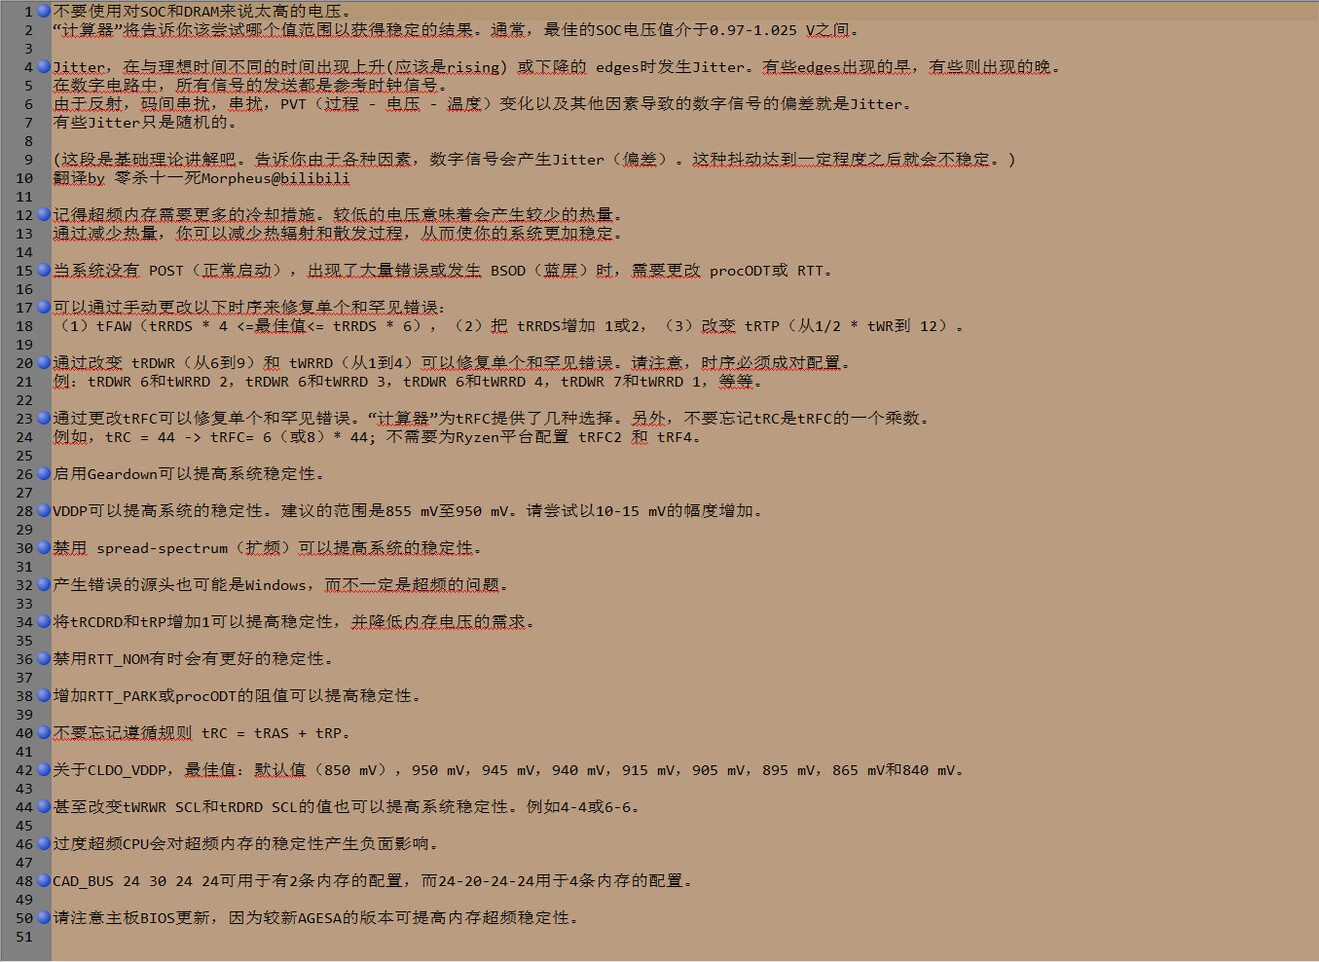 1 不要使用对SOC和DRAM来说太高的电压。
2 “计算器”将告诉你该尝试哪个值范围以获得稳定的结果。通常，最佳的SOC电压值介于0.97-1.025 V之间。
3
4 Jitter，在与理想时间不同的时间出现上升(应该是rising) 或下降的 edges时发生Jitter。有些edges出现的早，有些则出现的晚。
5 在数字电路中，所有信号的发送都是参考时钟信号。
6 由于反射，码间串扰，串扰，PVT（过程 - 电压 - 温度）变化以及其他因素导致的数字信号的偏差就是Jitter。
7 有些Jitter只是随机的。
8
9 (这段是基础理论讲解吧。告诉你由于各种因素，数字信号会产生Jitter（偏差）。这种抖动达到一定程度之后就会不稳定。)
10 翻译by 零杀十一死Morpheus@bilibili
11
12 记得超频内存需要更多的冷却措施。较低的电压意味着会产生较少的热量。
13 通过减少热量，你可以减少热辐射和散发过程，从而使你的系统更加稳定。
14
15 当系统没有 POST（正常启动），出现了大量错误或发生 BSOD（蓝屏）时，需要更改 procODT或 RTT。
16
17 可以通过手动更改以下时序来修复单个和罕见错误：
18 （1）tFAW（tRRDS * 4 <=最佳值<= tRRDS * 6），（2）把 tRRDS增加 1或2，（3）改变 tRTP（从1/2 * tWR到 12）。
19
20 通过改变 tRDWR（从6到9）和 tWRRD（从1到4）可以修复单个和罕见错误。请注意，时序必须成对配置。
21 例：tRDWR 6和tWRRD 2，tRDWR 6和tWRRD 3，tRDWR 6和tWRRD 4，tRDWR 7和tWRRD 1，等等。
22
23 通过更改tRFC可以修复单个和罕见错误。“计算器”为tRFC提供了几种选择。另外，不要忘记tRC是tRFC的一个乘数。
24 例如，tRC = 44 -> tRFC= 6（或8）* 44; 不需要为Ryzen平台配置 tRFC2 和 tRF4。
25
26 启用Geardown可以提高系统稳定性。
27
28 VDDP可以提高系统的稳定性。建议的范围是855 mV至950 mV。请尝试以10-15 mV的幅度增加。
29
30 禁用 spread-spectrum（扩频）可以提高系统的稳定性。
31
32 产生错误的源头也可能是Windows，而不一定是超频的问题。
33
34 将tRCDRD和tRP增加1可以提高稳定性，并降低内存电压的需求。
35
36 禁用RTT_NOM有时会有更好的稳定性。
37
38 增加RTT_PARK或procODT的阻值可以提高稳定性。
39
40 不要忘记遵循规则 tRC = tRAS + tRP。
41
42 关于CLDO_VDDP，最佳值：默认值（850 mV），950 mV，945 mV，940 mV，915 mV，905 mV，895 mV，865 mV和840 mV。
43
44 甚至改变tWRWR SCL和tRDRD SCL的值也可以提高系统稳定性。例如4-4或6-6。
45
46 过度超频CPU会对超频内存的稳定性产生负面影响。
47
48 CAD_BUS 24 30 24 24可用于有2条内存的配置，而24-20-24-24用于4条内存的配置。
49
50 请注意主板BIOS更新，因为较新AGESA的版本可提高内存超频稳定性。
51